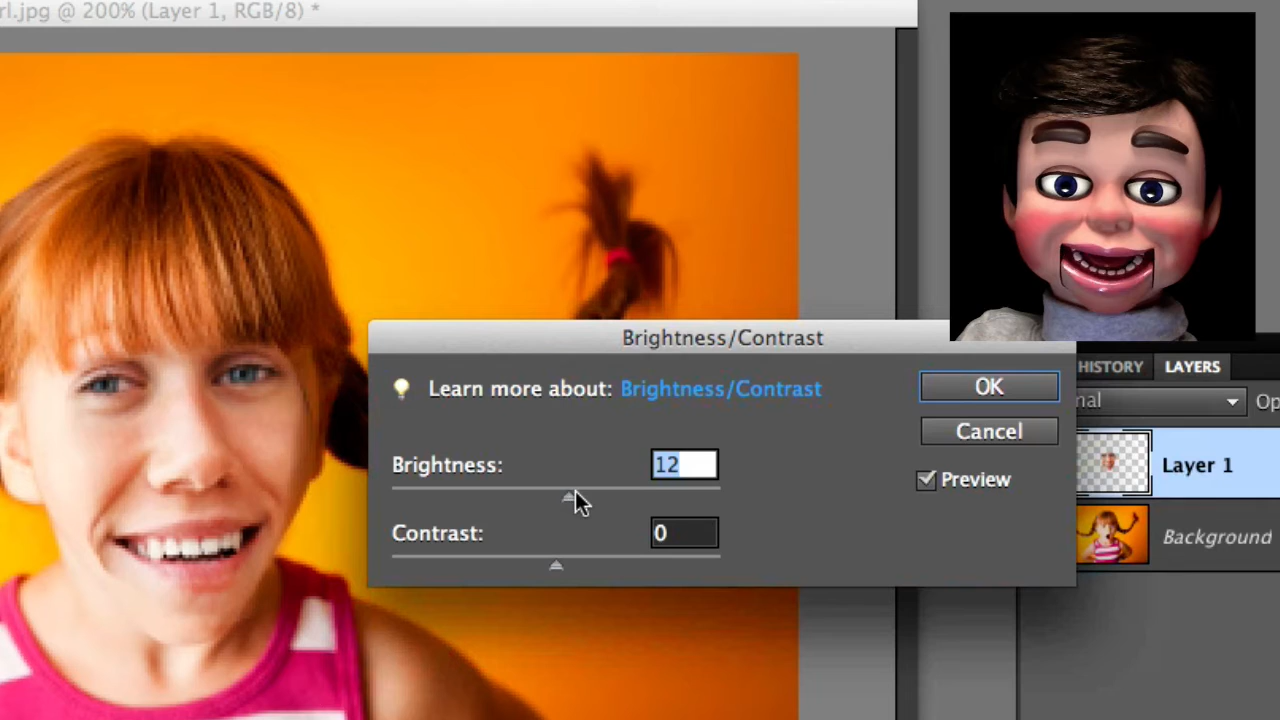 rl.jpg @ 200% (Layer 1, RGB/8) *
Brightness/Contrast
Learn more about: Brightness/Contrast
OK
Cancel
Brightness:
12
Preview
Contrast:
0
HISTORY
LAYERS
nal
Op
Layer 1
Background